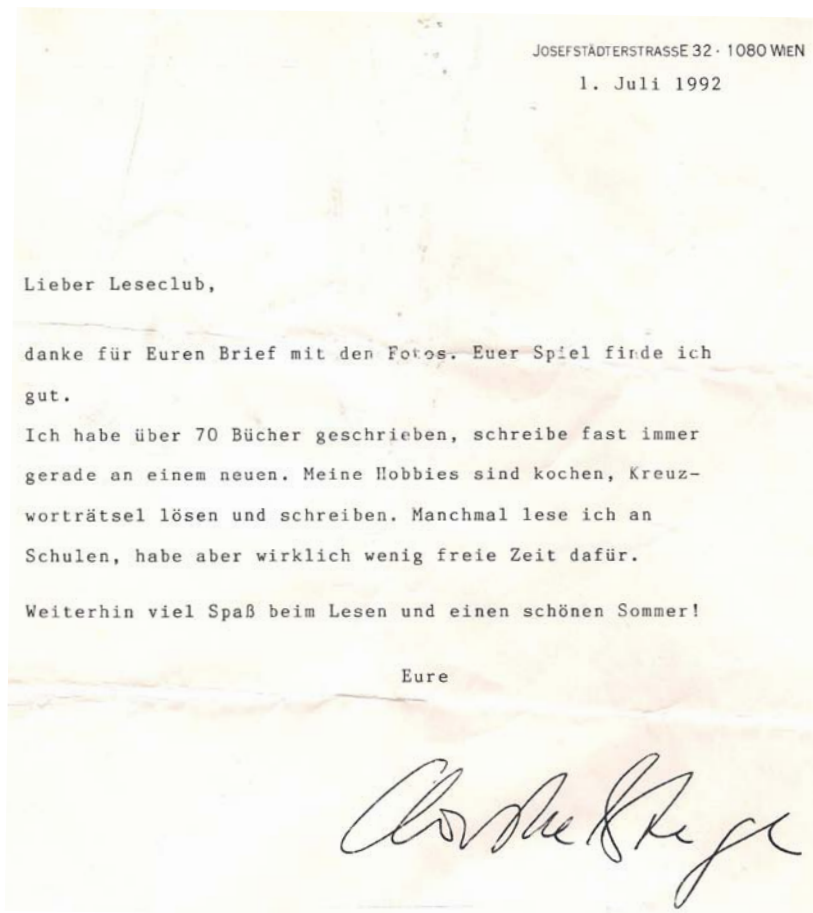 JOSEFSTÄDTERSTRASSE 32 · 1080 WIEN
1. Juli 1992
Lieber Leseclub,
danke für Euren Brief mit den Fotos. Euer Spiel finde ich
gut.
Ich habe über 70 Bücher geschrieben, schreibe fast immer
gerade an einem neuen. Meine Hobbies sind kochen, Kreuz-
worträtsel lösen und schreiben. Manchmal lese ich an
Schulen, habe aber wirklich wenig freie Zeit dafür.
Weiterhin viel Spaß beim Lesen und einen schönen Sommer!
Eure